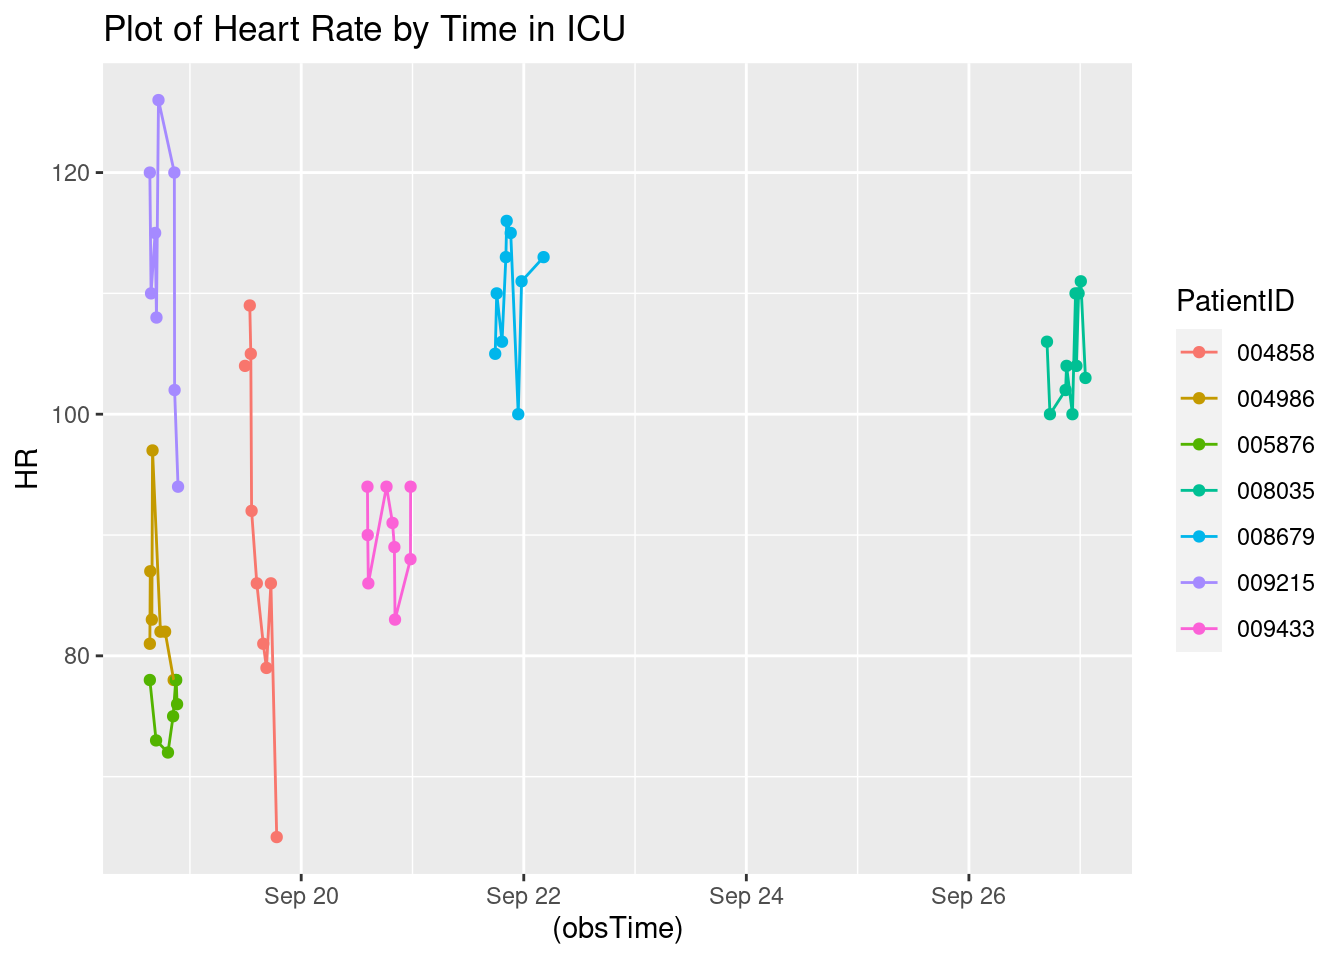 Plot of Heart Rate by Time in ICU
120
100
80
HR
Sep 20
Sep 22
Sep 24
Sep 26
(obsTime)
PatientID
004858
004986
005876
008035
008679
009215
009433